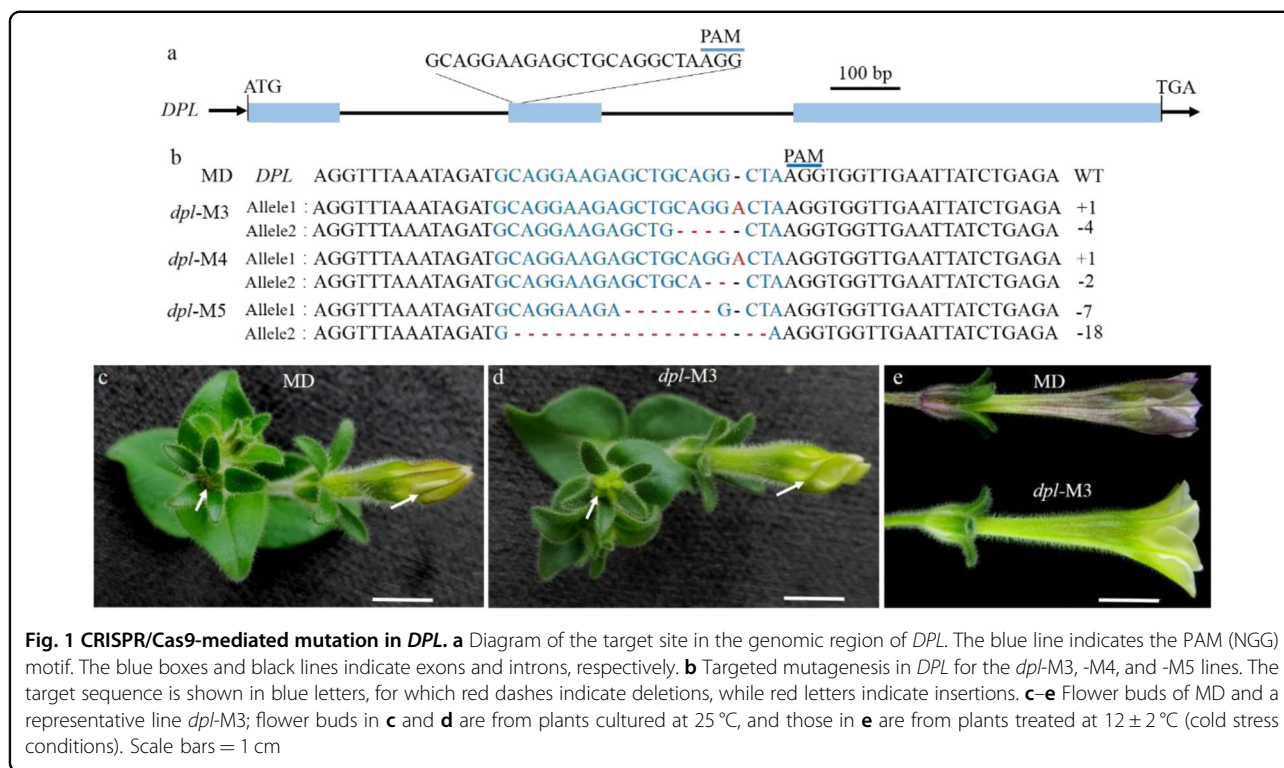 a
PAM
GCAGGAAGAGCTGCAGGCTAAGG
100 bp
ATG
TGA
DPL
b
PAM
MD DPL AGGTTTAAATAGATGCAGGAAGAGCTGCAGG-CTAAGGTGGTTGAATTATCTGAGA WT
dpl-M3 Allele1 : AGGTTTAAATAGATGCAGGAAGAGCTGCAGGACTAAGGTGGTTGAATTATCTGAGA +1
Allele2 : AGGTTTAAATAGATGCAGGAAGAGCTG-----CTAAGGTGGTTGAATTATCTGAGA -4
dpl-M4 Allele1 : AGGTTTAAATAGATGCAGGAAGAGCTGCAGGACTAAGGTGGTTGAATTATCTGAGA +1
Allele2 : AGGTTTAAATAGATGCAGGAAGAGCTGCA---CTAAGGTGGTTGAATTATCTGAGA -2
dpl-M5 Allele1 : AGGTTTAAATAGATGCAGGAAGA-------G-CTAAGGTGGTTGAATTATCTGAGA -7
Allele2 : AGGTTTAAATAGATG-------------------AAGGTGGTTGAATTATCTGAGA -18
c MD
d dpl-M3
e MD
dpl-M3
Fig. 1 CRISPR/Cas9-mediated mutation in DPL. a Diagram of the target site in the genomic region of DPL. The blue line indicates the PAM (NGG)
motif. The blue boxes and black lines indicate exons and introns, respectively. b Targeted mutagenesis in DPL for the dpl-M3, -M4, and -M5 lines. The
target sequence is shown in blue letters, for which red dashes indicate deletions, while red letters indicate insertions. c–e Flower buds of MD and a
representative line dpl-M3; flower buds in c and d are from plants cultured at 25 °C, and those in e are from plants treated at 12 ± 2 °C (cold stress
conditions). Scale bars = 1 cm